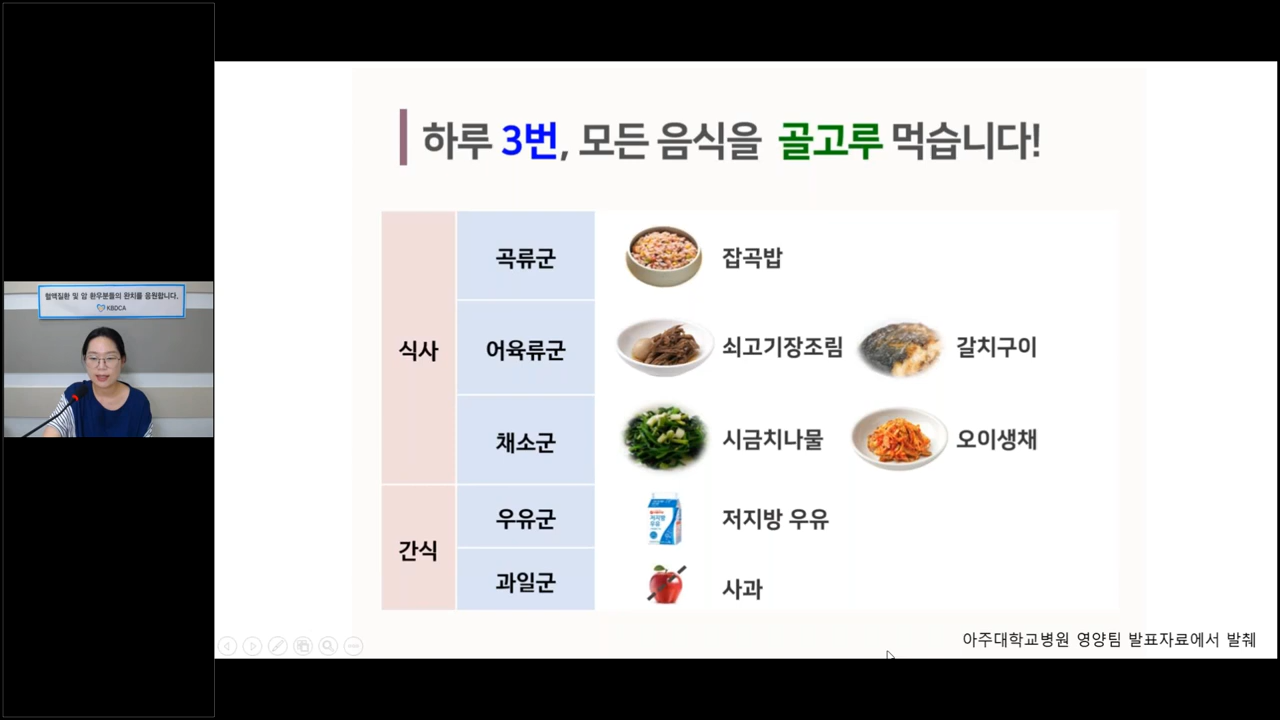 혈액질환 및 암 환우분들의 완치를 응원합니다.
KBDCA
하루 3번, 모든 음식을 골고루 먹습니다!
식사
곡류군
잡곡밥
어육류군
쇠고기장조림
갈치구이
채소군
시금치나물
오이생채
간식
우유군
저지방 우유
저지방
우유
과일군
사과
아주대학교병원 영양팀 발표자료에서 발췌